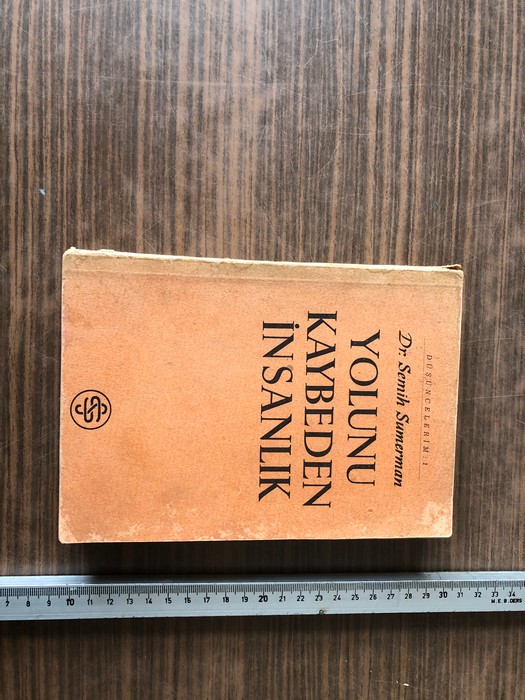 DÜŞÜNCELERİM: 1
Dr. Semih Sumerman
YOLUNU
KAYBEDEN
İNSANLIK
7 8 9 10 11 12 13 14 15 16 17 18 19 20 21 22 23 24 25 26 27 28 29 30 31 32 33 34